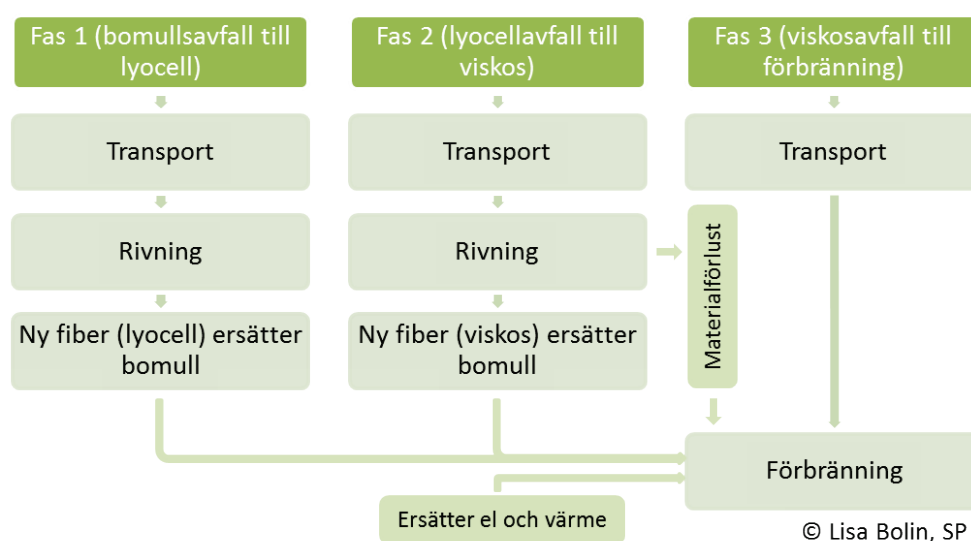 Fas 1 (bomullsavfall till
lyocell)
Fas 2 (lyocellavfall till
viskos)
Fas 3 (viskosavfall till
förbränning)
Transport
Transport
Transport
Rivning
Rivning
Materialförlust
Ny fiber (lyocell) ersätter
bomull
Ny fiber (viskos) ersätter
bomull
Förbränning
Ersätter el och värme
© Lisa Bolin, SP